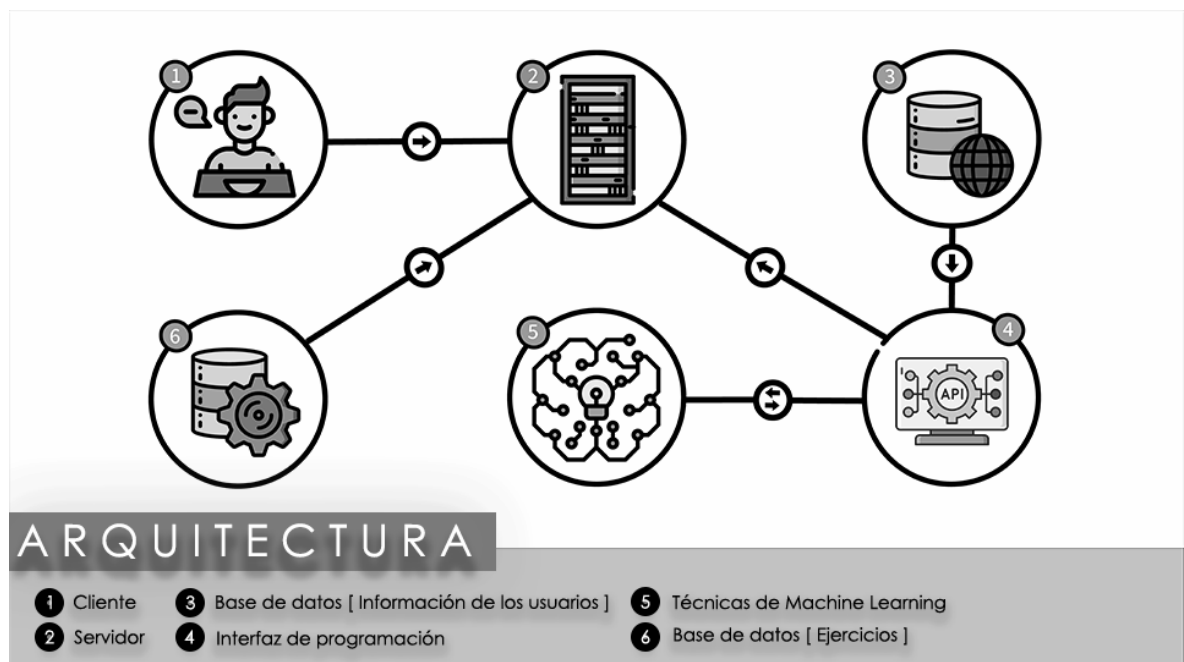 1
2
3
6
5
4
API
ARQUITECTURA
1 Cliente
2 Servidor
3 Base de datos [ Información de los usuarios ]
4 Interfaz de programación
5 Técnicas de Machine Learning
6 Base de datos [ Ejercicios ]